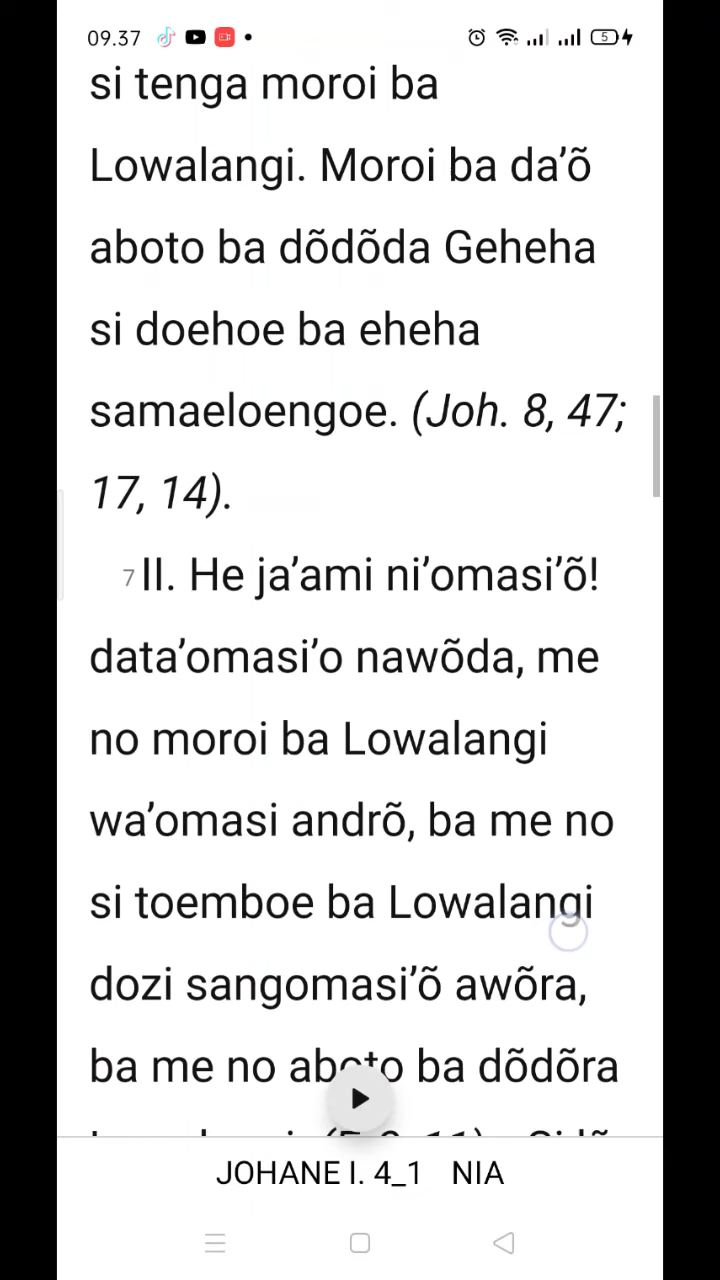 09.37
5
si tenga moroi ba
Lowalangi. Moroi ba da’õ
aboto ba dõdõda Geheha
si doehoe ba eheha
samaeloengoe. (Joh. 8, 47;
17, 14).
7 II. He ja’ami ni’omasi’õ!
data’omasi’o nawõda, me
no moroi ba Lowalangi
wa’omasi andrõ, ba me no
si toemboe ba Lowalangi
dozi sangomasi’õ awõra,
ba me no aboto ba dõdõra
JOHANE I. 4_1 NIA